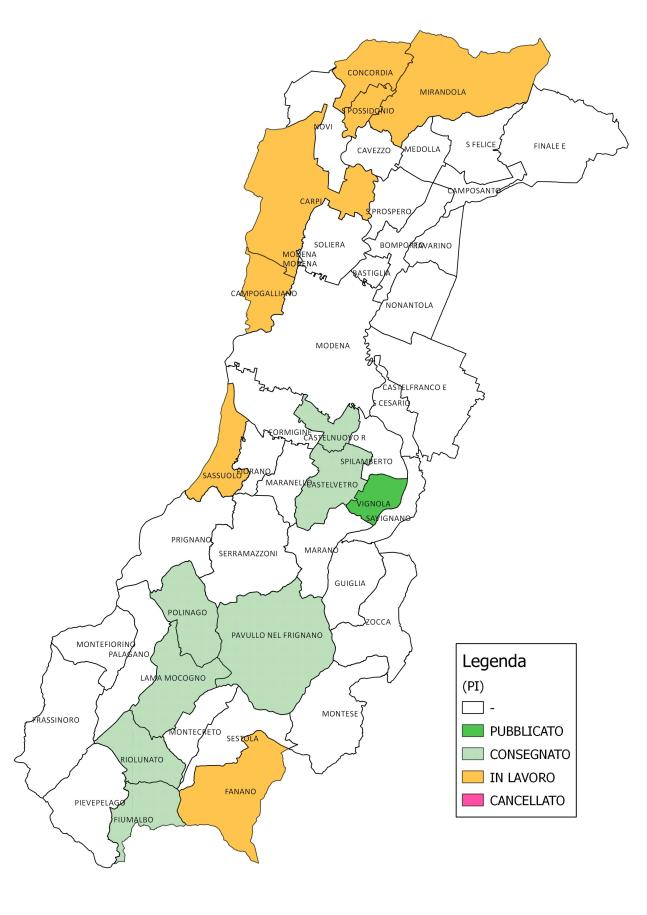 CONCORDIA
MIRANDOLA
S POSSIDONIO
NOVI
CAVEZZO
MEDOLLA
S FELICE
FINALE E
CAMPOSANTO
CARPI
S PROSPERO
SOLIERA
BOMPORTO
RAVARINO
MODENA
MODENA
BASTIGLIA
CAMPOGALLIANO
NONANTOLA
MODENA
CASTELFRANCO E
S CESARIO
FORMIGINE
CASTELNUOVO R
SPILAMBERTO
SASSUOLO
FIORANO
MARANELLO
CASTELVETRO
VIGNOLA
SAVIGNANO
PRIGNANO
SERRAMAZZONI
MARANO
GUIGLIA
POLINAGO
ZOCCA
PAVULLO NEL FRIGNANO
MONTEFIORINO
PALAGANO
LAMA MOCOGNO
FRASSINORO
MONTESE
MONTECRETO
SESTOLA
RIOLUNATO
FANANO
PIEVEPELAGO
FIUMALBO
Legenda
(PI)
-
PUBBLICATO
CONSEGNATO
IN LAVORO
CANCELLATO